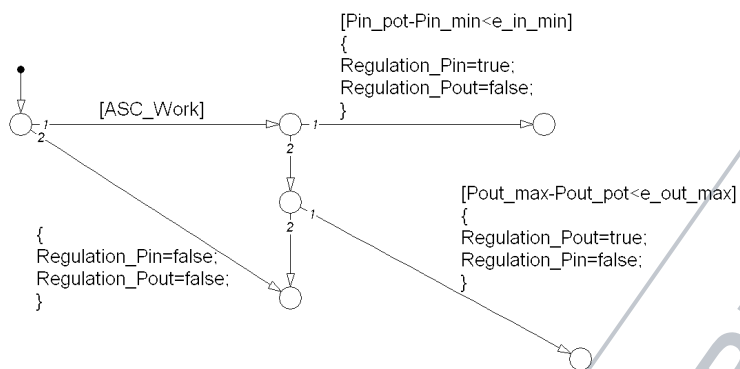 [Pin_pot-Pin_min<e_in_min]
{
Regulation_Pin=true;
Regulation_Pout=false;
}
[ASC_Work]
1
2
1
2
1
2
[Pout_max-Pout_pot<e_out_max]
{
Regulation_Pout=true;
Regulation_Pin=false;
}
{
Regulation_Pin=false;
Regulation_Pout=false;
}